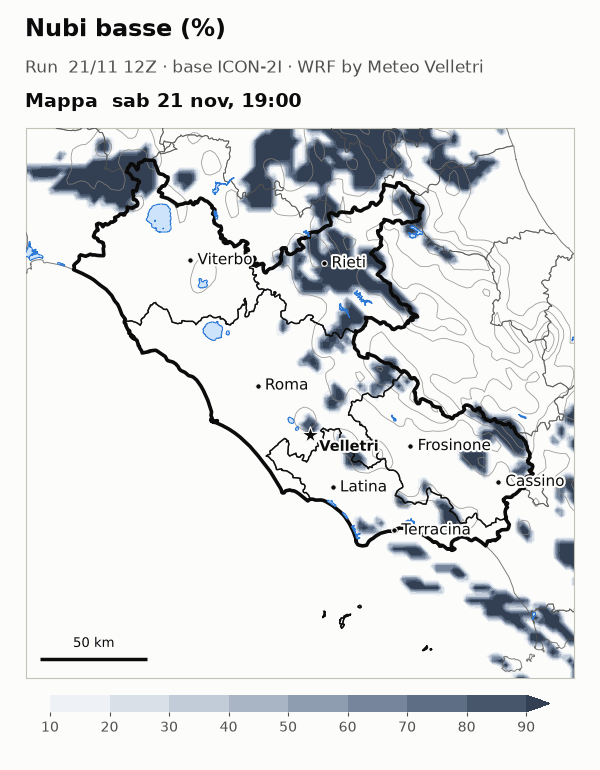 Nubi basse (%)
Run 21/11 12Z · base ICON-2I · WRF by Meteo Velletri
Mappa sab 21 nov, 19:00
Viterbo
Rieti
Roma
Velletri
Frosinone
Cassino
Latina
Terracina
50 km
10 20 30 40 50 60 70 80 90